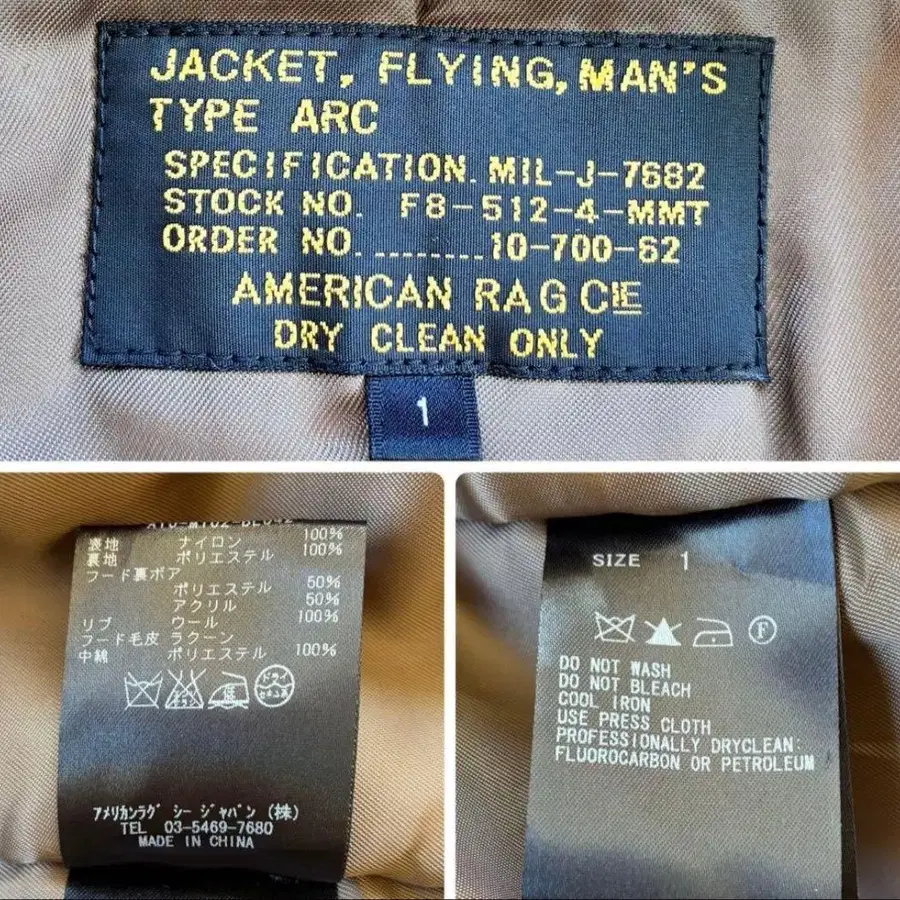 JACKET, FLYING, MAN'S
TYPE ARC
SPECIFICATION. MIL-J-7682
STOCK NO. F8-512-4-MMT
ORDER NO.........10-700-62
AMERICAN RAG CIE
DRY CLEAN ONLY
1
表地 ナイロン 100%
裏地 ポリエステル 100%
フード裏ボア
ポリエステル 50%
アクリル 50%
リブ ウール 100%
フード毛皮 ラクーン
中綿 ポリエステル 100%
ドライ
アメリカンラグ シー ジャパン (株)
TEL 03-5469-7680
MADE IN CHINA
SIZE 1
F
DO NOT WASH
DO NOT BLEACH
COOL IRON
USE PRESS CLOTH
PROFESSIONALLY DRYCLEAN:
FLUOROCARBON OR PETROLEUM